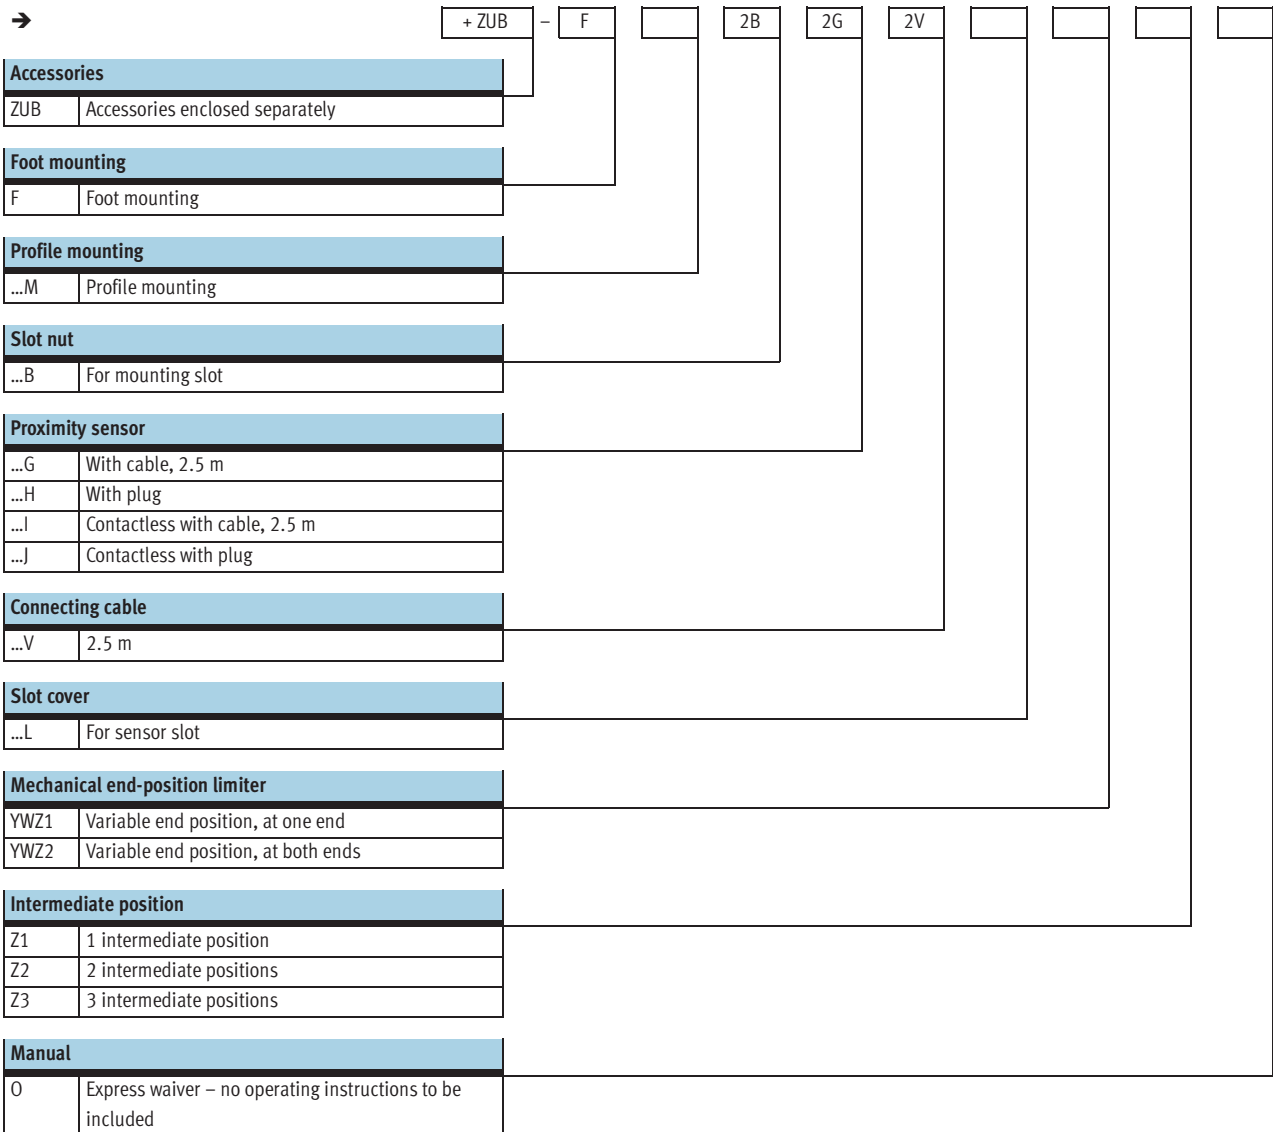 ➔ + ZUB – F 2B 2G 2V
Accessories
ZUB Accessories enclosed separately
Foot mounting
F Foot mounting
Profile mounting
…M Profile mounting
Slot nut
…B For mounting slot
Proximity sensor
…G With cable, 2.5 m
…H With plug
…I Contactless with cable, 2.5 m
…J Contactless with plug
Connecting cable
…V 2.5 m
Slot cover
…L For sensor slot
Mechanical end-position limiter
YWZ1 Variable end position, at one end
YWZ2 Variable end position, at both ends
Intermediate position
Z1 1 intermediate position
Z2 2 intermediate positions
Z3 3 intermediate positions
Manual
O Express waiver – no operating instructions to be
included